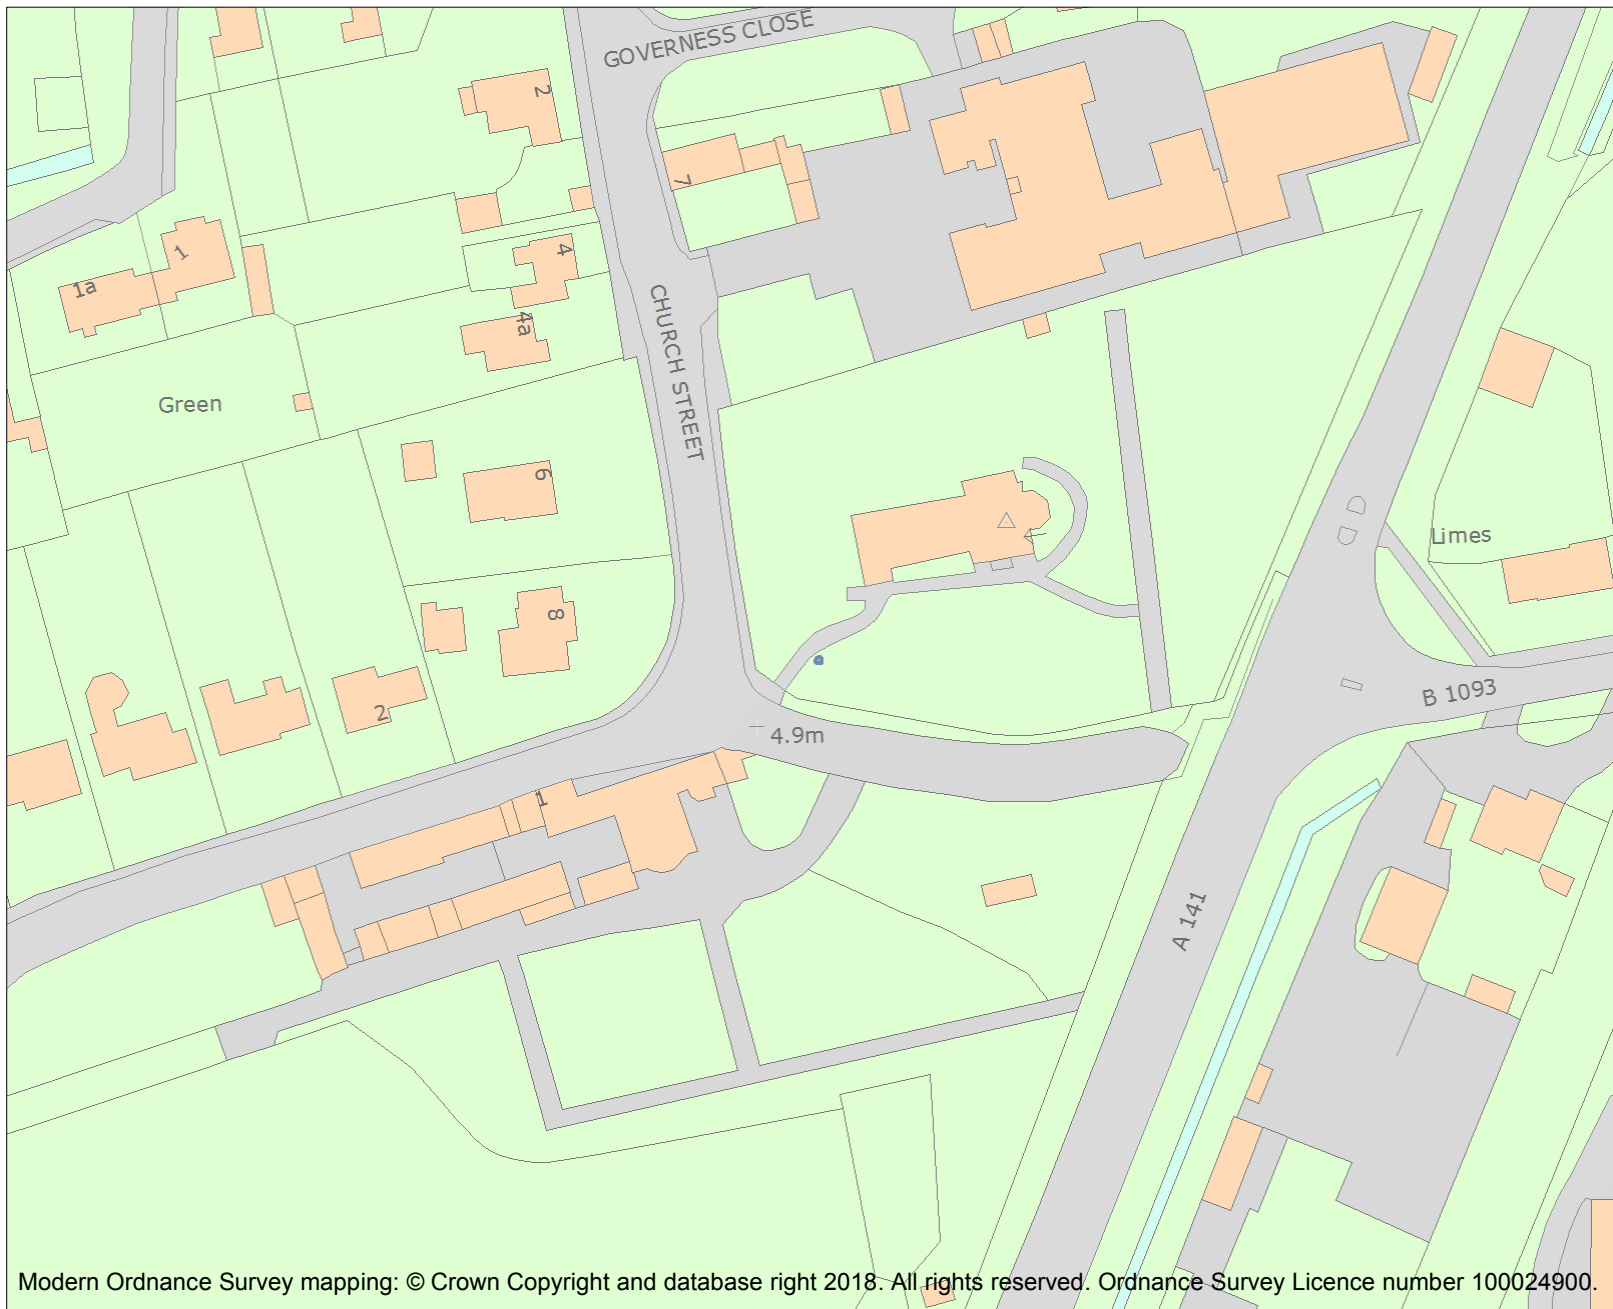 GOVERNESS CLOSE
2
7
1
4
1a
4a
CHURCH STREET
Green
6
Limes
8
B 1093
2
4.9m
1
A 141
Modern Ordnance Survey mapping: © Crown Copyright and database right 2018. All rights reserved. Ordnance Survey Licence number 100024900.